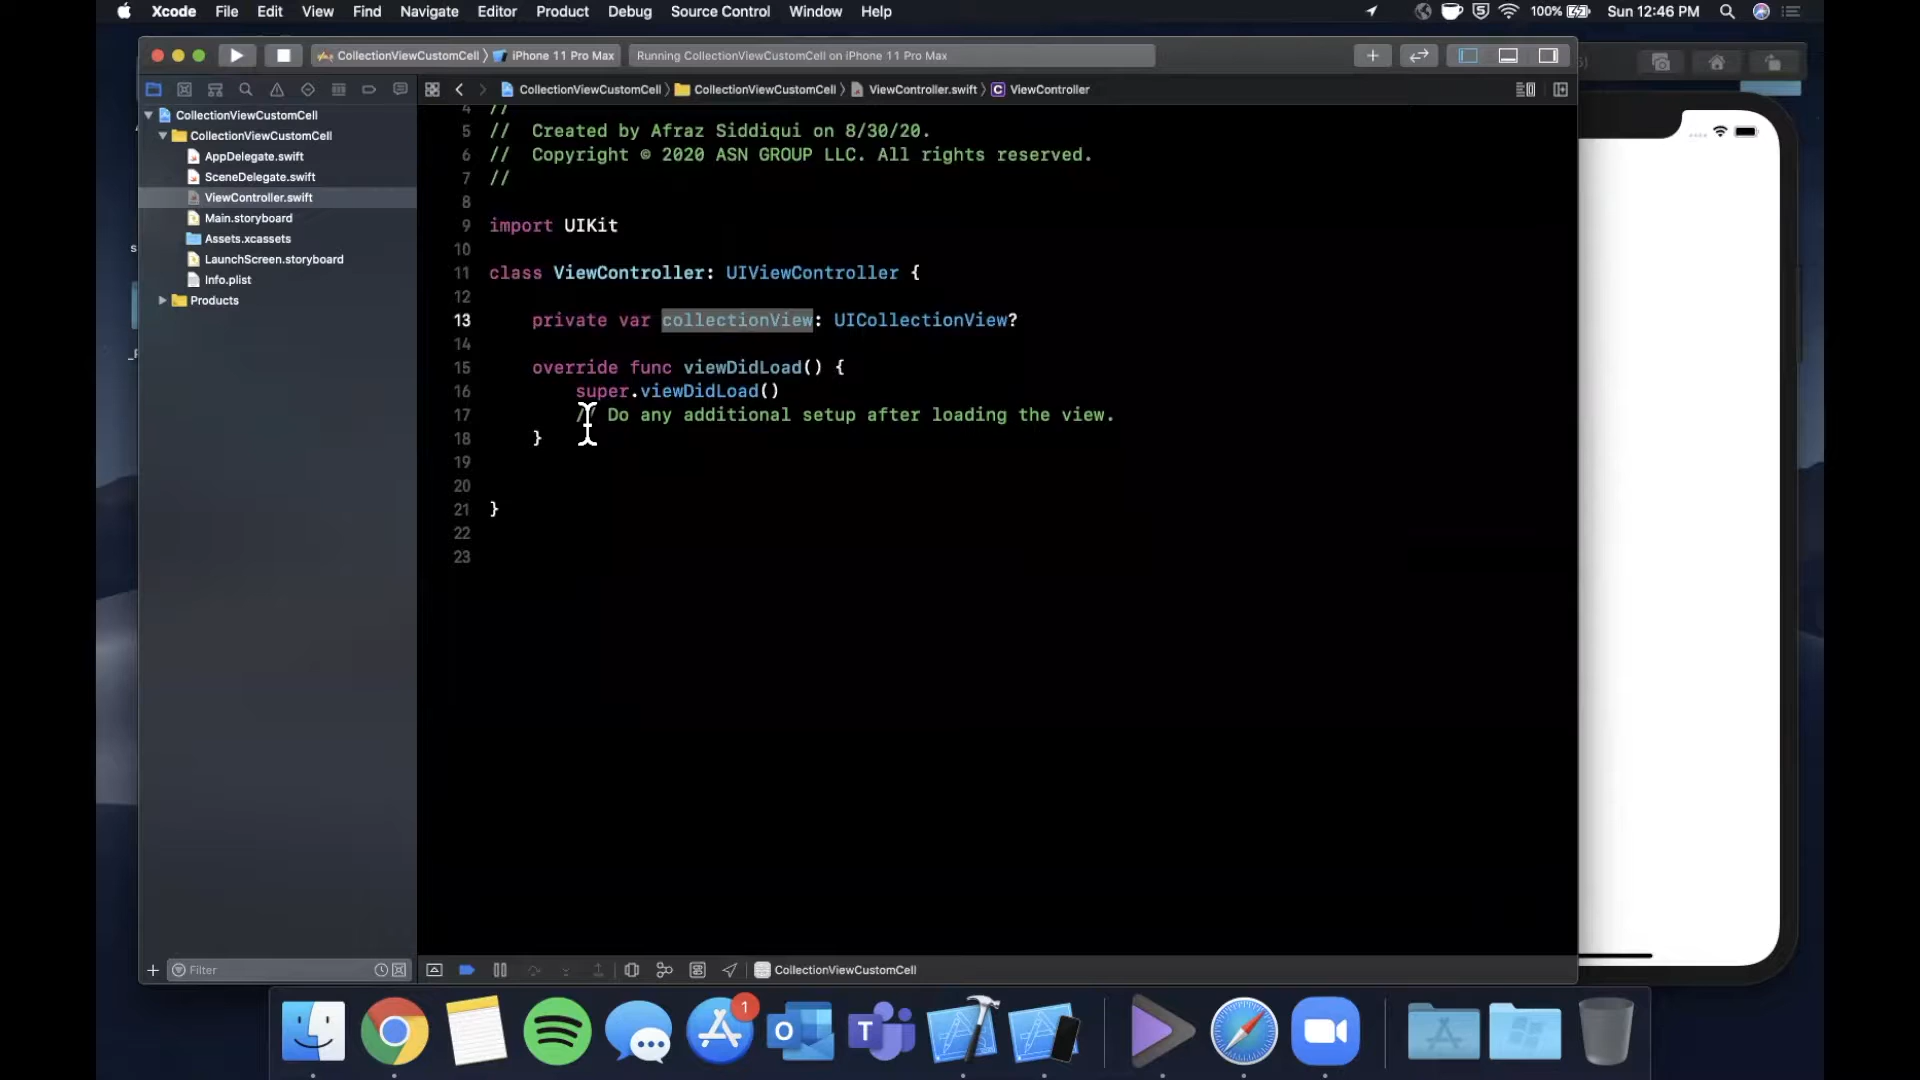 Xcode File Edit View Find Navigate Editor Product Debug Source Control Window Help 100% Sun 12:46 PM
CollectionViewCustomCell 〉 iPhone 11 Pro Max Running CollectionViewCustomCell on iPhone 11 Pro Max
CollectionViewCustomCell 〉 CollectionViewCustomCell 〉 ViewController.swift 〉 C ViewController
CollectionViewCustomCell
CollectionViewCustomCell
AppDelegate.swift
SceneDelegate.swift
ViewController.swift
Main.storyboard
Assets.xcassets
LaunchScreen.storyboard
Info.plist
Products
4 //
5 // Created by Afraz Siddiqui on 8/30/20.
6 // Copyright © 2020 ASN GROUP LLC. All rights reserved.
7 //
8
9 import UIKit
10
11 class ViewController: UIViewController {
12
13 private var collectionView: UICollectionView?
14
15 override func viewDidLoad() {
16 super.viewDidLoad()
17 // Do any additional setup after loading the view.
18 }
19
20
21 }
22
23
Filter
CollectionViewCustomCell
1